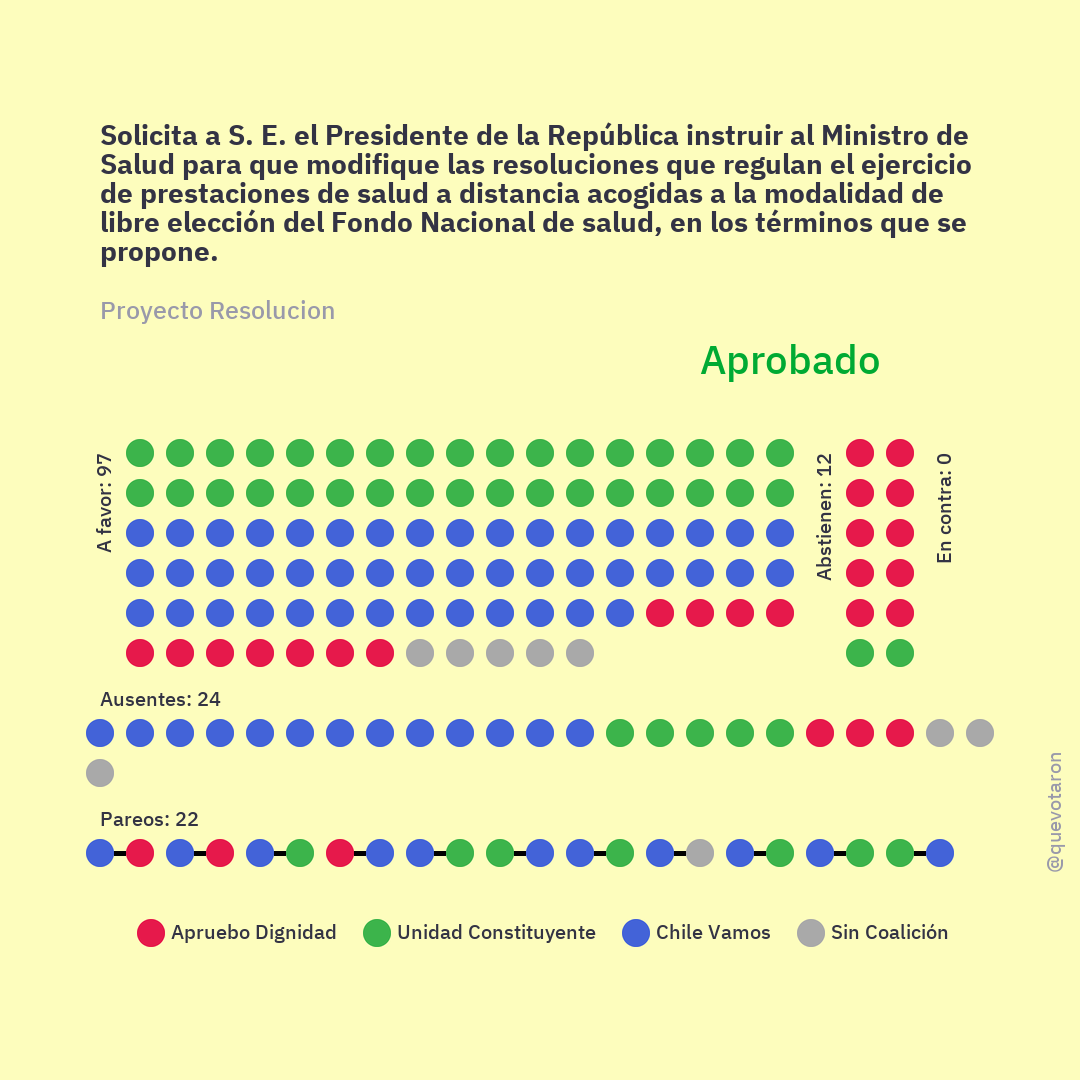 Solicita a S. E. el Presidente de la República instruir al Ministro de
Salud para que modifique las resoluciones que regulan el ejercicio
de prestaciones de salud a distancia acogidas a la modalidad de
libre elección del Fondo Nacional de salud, en los términos que se
propone.
Proyecto Resolucion
Aprobado
A favor: 97
Abstienen: 12
En contra: 0
Ausentes: 24
Pareos: 22
@quevotaron
Apruebo Dignidad
Unidad Constituyente
Chile Vamos
Sin Coalición